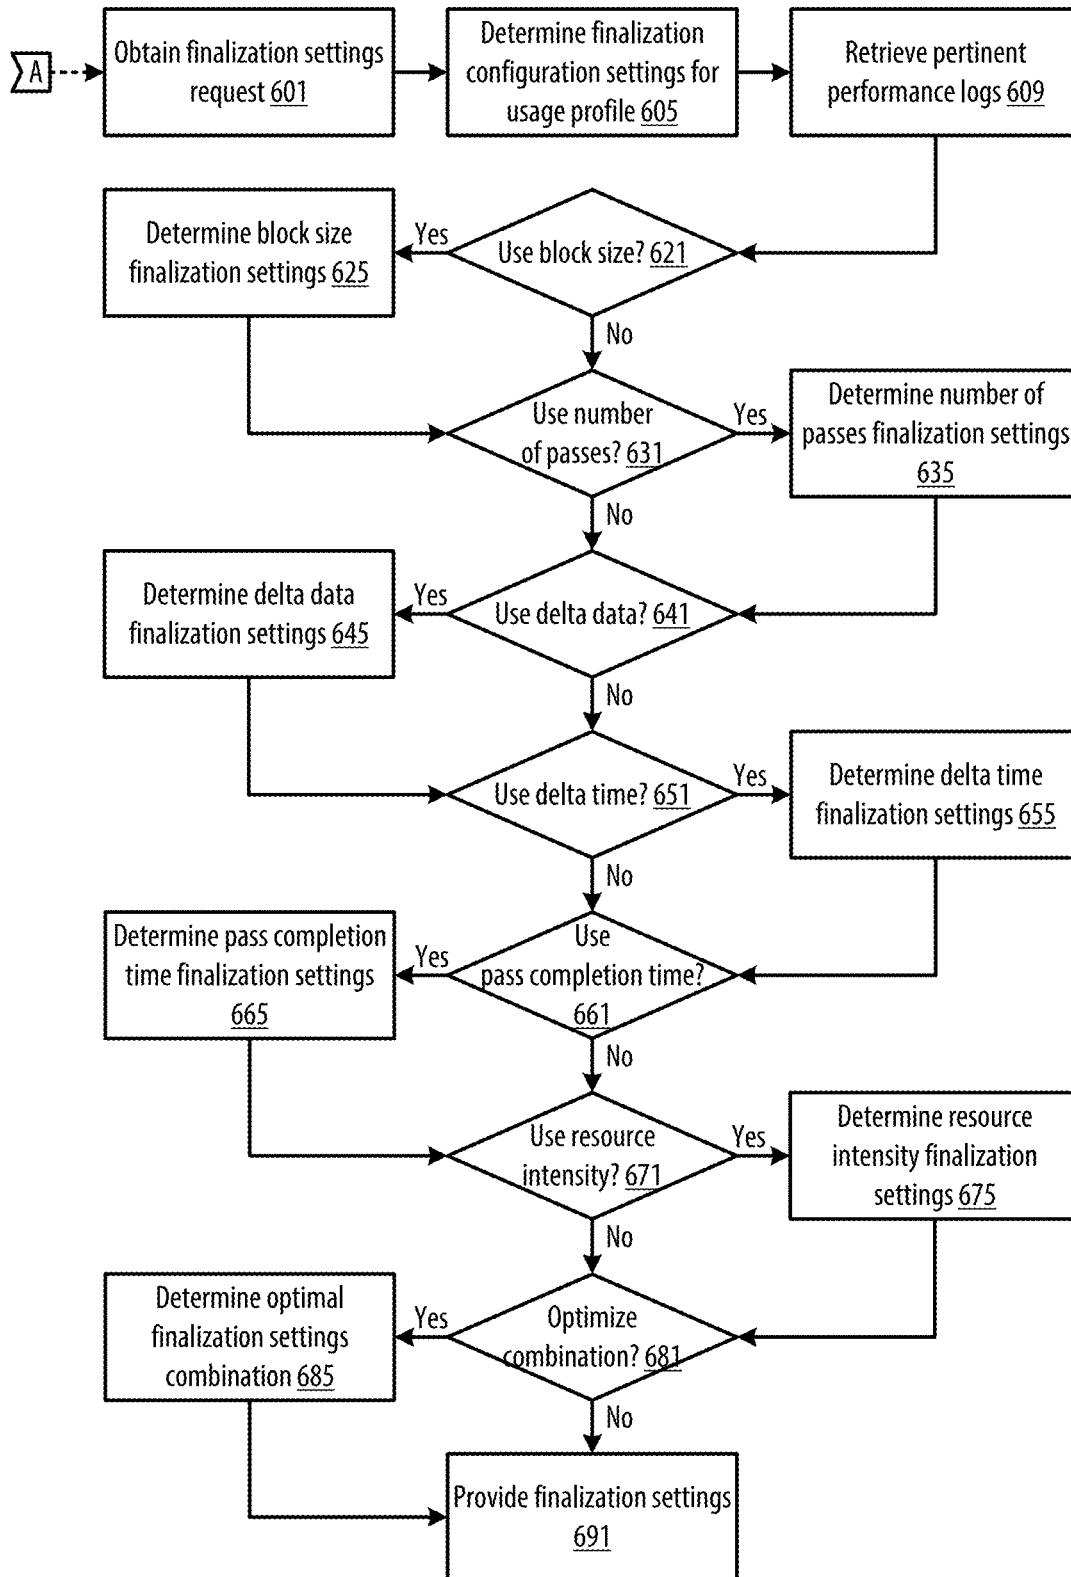 A
Obtain finalization settings
request 601
Determine finalization
configuration settings for
usage profile 605
Retrieve pertinent
performance logs 609
Determine block size
finalization settings 625
Yes
Use block size? 621
No
Use number
of passes? 631
Yes
Determine number of
passes finalization settings
635
No
Determine delta data
finalization settings 645
Yes
Use delta data? 641
No
Use delta time? 651
Yes
Determine delta time
finalization settings 655
No
Determine pass completion
time finalization settings
665
Yes
Use
pass completion time?
661
No
Use resource
intensity? 671
Yes
Determine resource
intensity finalization
settings 675
No
Determine optimal
finalization settings
combination 685
Yes
Optimize
combination? 681
No
Provide finalization settings
691